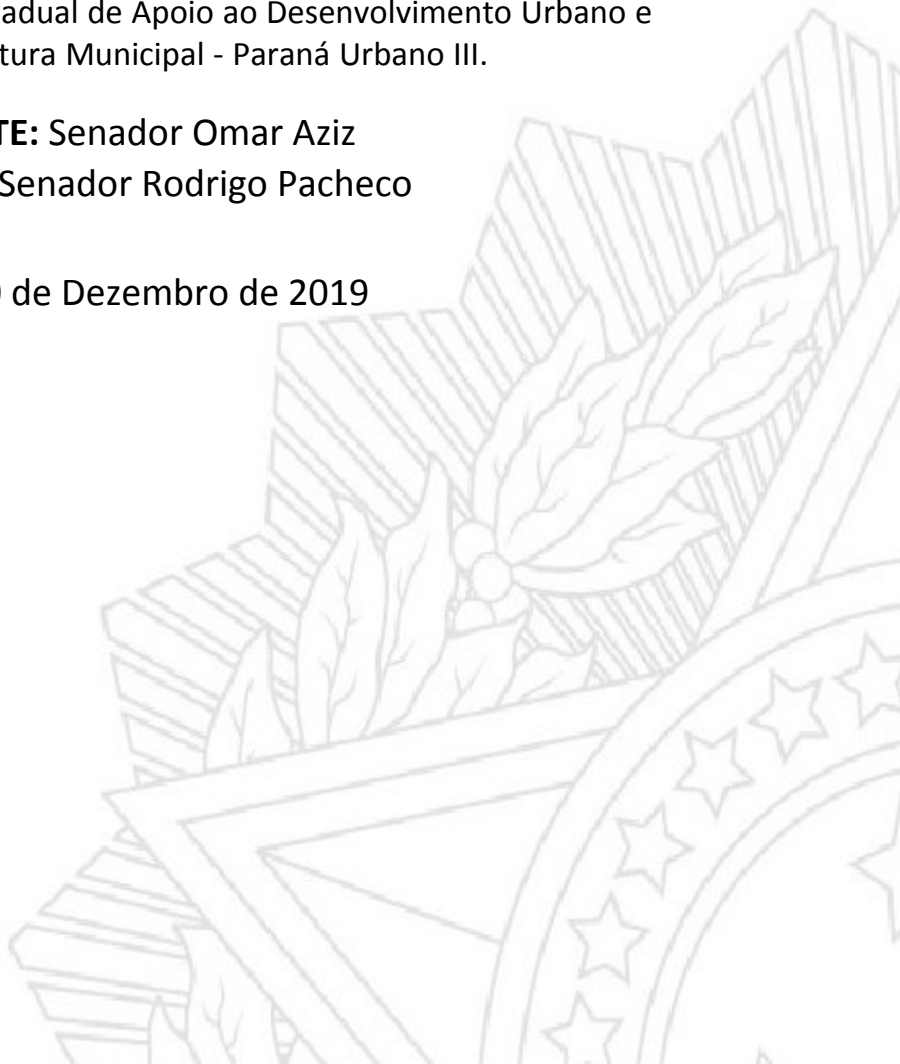 tadual de Apoio ao Desenvolvimento Urbano e
tura Municipal - Paraná Urbano III.
TE: Senador Omar Aziz
Senador Rodrigo Pacheco
de Dezembro de 2019